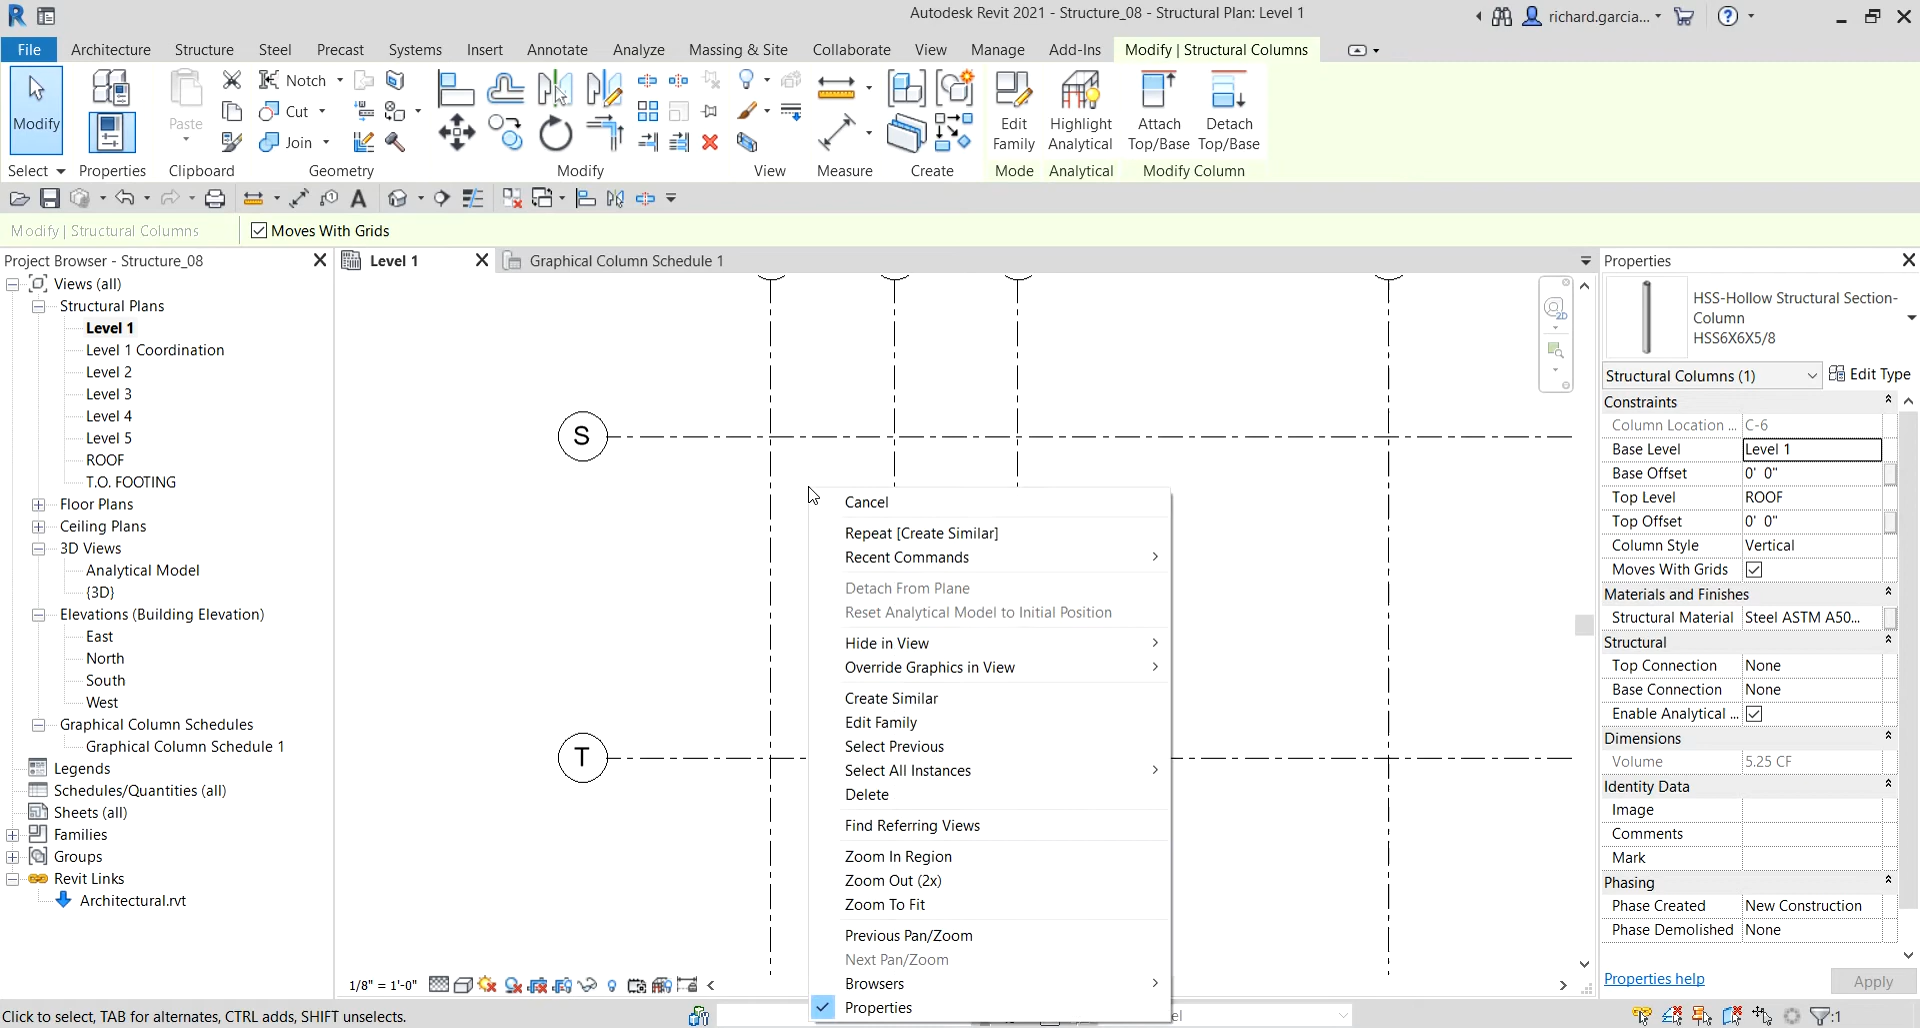 Autodesk Revit 2021 - Structure_08 - Structural Plan: Level 1
richard.garcia...
File
Architecture
Structure
Steel
Precast
Systems
Insert
Annotate
Analyze
Massing & Site
Collaborate
View
Manage
Add-Ins
Modify | Structural Columns
Modify
Paste
Notch
Cut
Join
Edit
Family
Highlight
Analytical
Attach
Top/Base
Detach
Top/Base
Select
Properties
Clipboard
Geometry
Modify
View
Measure
Create
Mode
Analytical
Modify Column
Modify | Structural Columns
Moves With Grids
Project Browser - Structure_08
Views (all)
Structural Plans
Level 1
Level 1 Coordination
Level 2
Level 3
Level 4
Level 5
ROOF
T.O. FOOTING
Floor Plans
Ceiling Plans
3D Views
Analytical Model
{3D}
Elevations (Building Elevation)
East
North
South
West
Graphical Column Schedules
Graphical Column Schedule 1
Legends
Schedules/Quantities (all)
Sheets (all)
Families
Groups
Revit Links
Architectural.rvt
Level 1
Graphical Column Schedule 1
2D
S
T
Cancel
Repeat [Create Similar]
Recent Commands
Detach From Plane
Reset Analytical Model to Initial Position
Hide in View
Override Graphics in View
Create Similar
Edit Family
Select Previous
Select All Instances
Delete
Find Referring Views
Zoom In Region
Zoom Out (2x)
Zoom To Fit
Previous Pan/Zoom
Next Pan/Zoom
Browsers
Properties
1/8" = 1'-0"
Properties
HSS-Hollow Structural Section-
Column
HSS6X6X5/8
Structural Columns (1)
Edit Type
Constraints
Column Location ... C-6
Base Level Level 1
Base Offset 0' 0"
Top Level ROOF
Top Offset 0' 0"
Column Style Vertical
Moves With Grids
Materials and Finishes
Structural Material Steel ASTM A50...
Structural
Top Connection None
Base Connection None
Enable Analytical ...
Dimensions
Volume 5.25 CF
Identity Data
Image
Comments
Mark
Phasing
Phase Created New Construction
Phase Demolished None
Properties help
Apply
Click to select, TAB for alternates, CTRL adds, SHIFT unselects.
:1